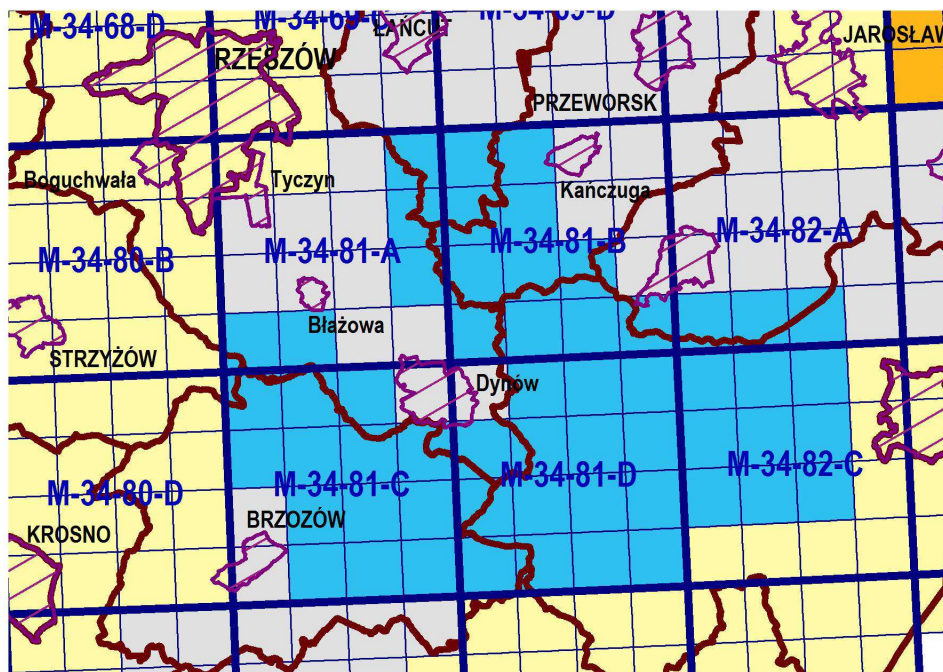 M-34-68-D
ŁAŃCUT
JAROSŁAW
RZESZÓW
PRZEWORSK
Boguchwała
Tyczyn
Kańczuga
M-34-80-B
M-34-81-A
M-34-81-B
M-34-82-A
Błażowa
STRZYŻÓW
Dynów
M-34-80-D
M-34-81-C
M-34-81-D
M-34-82-C
BRZOZÓW
KROSNO